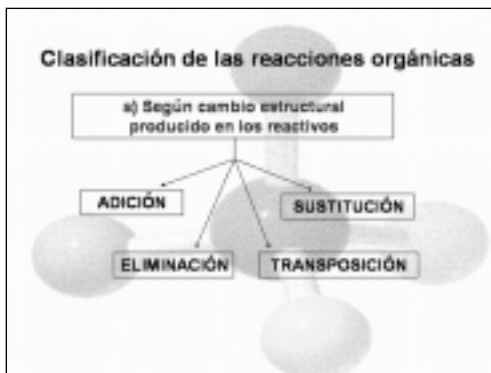 Clasificación de las reacciones orgánicas
a) Según cambio estructural
producido en los reactivos
ADICIÓN
SUSTITUCIÓN
ELIMINACIÓN
TRANSPOSICIÓN